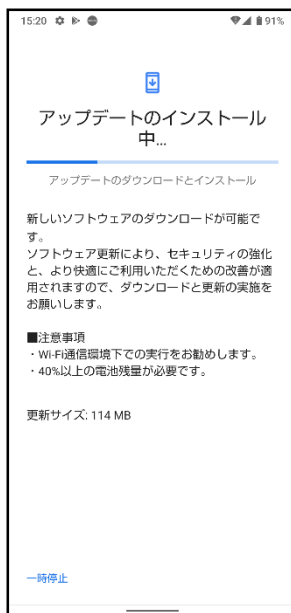 15:20 91%
アップデートのインストール
中...
アップデートのダウンロードとインストール
新しいソフトウェアのダウンロードが可能で
す。
ソフトウェア更新により、セキュリティの強化
と、より快適にご利用いただくための改善が適
用されますので、ダウンロードと更新の実施を
お願いします。
■注意事項
・Wi-Fi通信環境下での実行をお勧めします。
・40%以上の電池残量が必要です。
更新サイズ: 114 MB
一時停止